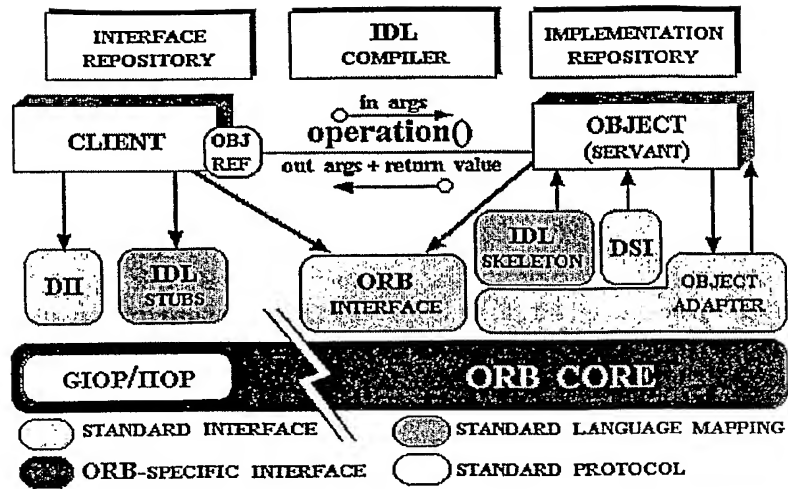 INTERFACE
REPOSITORY
IDL
COMPILER
IMPLEMENTATION
REPOSITORY
CLIENT
OBJ
REF
in args
operation()
out args + return value
OBJECT
(SERVANT)
DII
IDL
STUBS
ORB
INTERFACE
IDL
SKELETON
DSI
OBJECT
ADAPTER
GIOP/IIOP
ORB CORE
STANDARD INTERFACE
STANDARD LANGUAGE MAPPING
ORB-SPECIFIC INTERFACE
STANDARD PROTOCOL